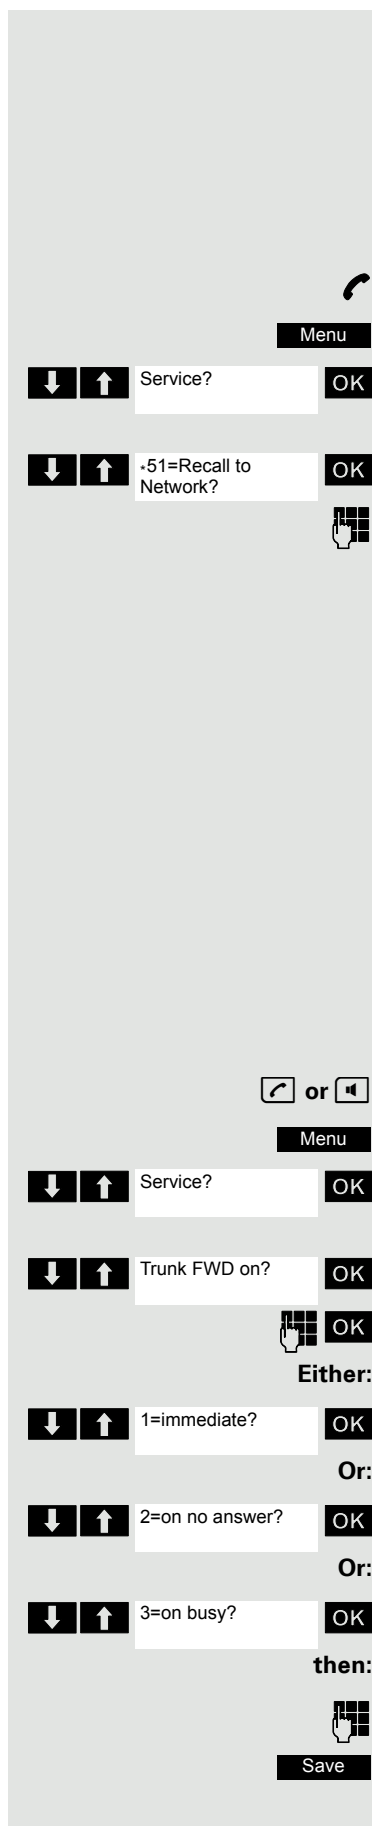 Menu
Service? OK
*51=Recall to
Network? OK
or
Menu
Service? OK
Trunk FWD on? OK
OK
Either:
1=immediate? OK
Or:
2=on no answer? OK
Or:
3=on busy? OK
then:
Save